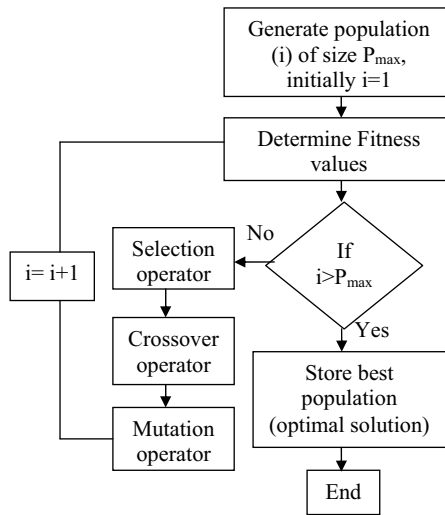 Generate population
(i) of size Pmax,
initially i=1
Determine Fitness
values
No
If
i>Pmax
Selection
operator
i= i+1
Crossover
operator
Yes
Store best
population
(optimal solution)
Mutation
operator
End